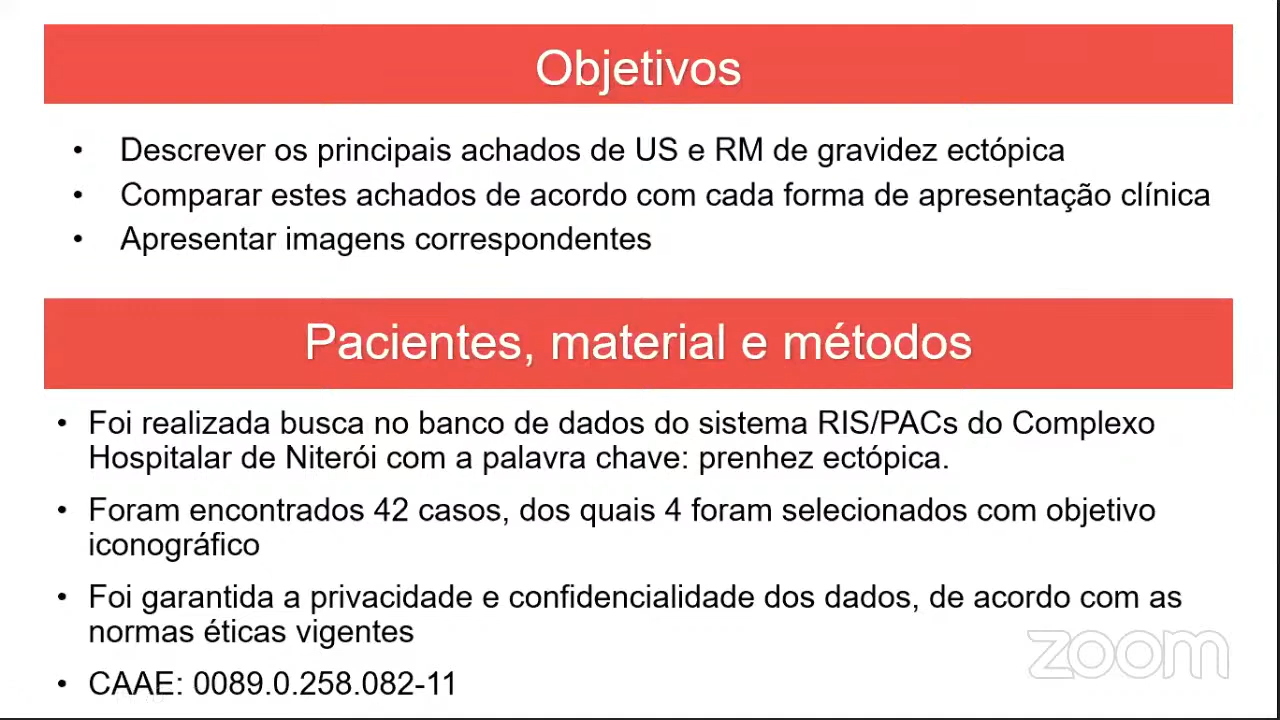 Objetivos
• Descrever os principais achados de US e RM de gravidez ectópica
• Comparar estes achados de acordo com cada forma de apresentação clínica
• Apresentar imagens correspondentes
Pacientes, material e métodos
• Foi realizada busca no banco de dados do sistema RIS/PACs do Complexo
Hospitalar de Niterói com a palavra chave: prenhez ectópica.
• Foram encontrados 42 casos, dos quais 4 foram selecionados com objetivo
iconográfico
• Foi garantida a privacidade e confidencialidade dos dados, de acordo com as
normas éticas vigentes
• CAAE: 0089.0.258.082-11
zoom